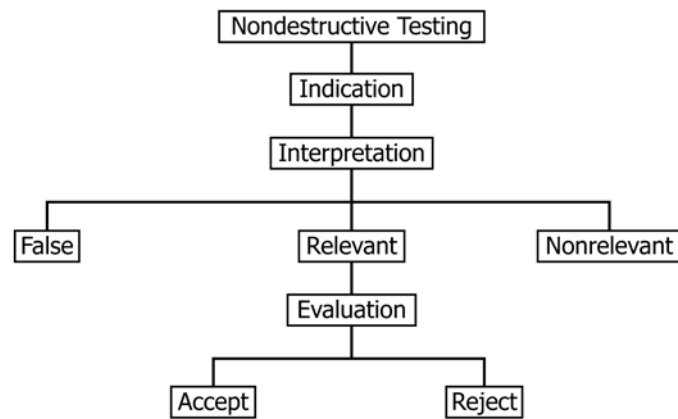 Nondestructive Testing
Indication
Interpretation
False
Relevant
Nonrelevant
Evaluation
Accept
Reject